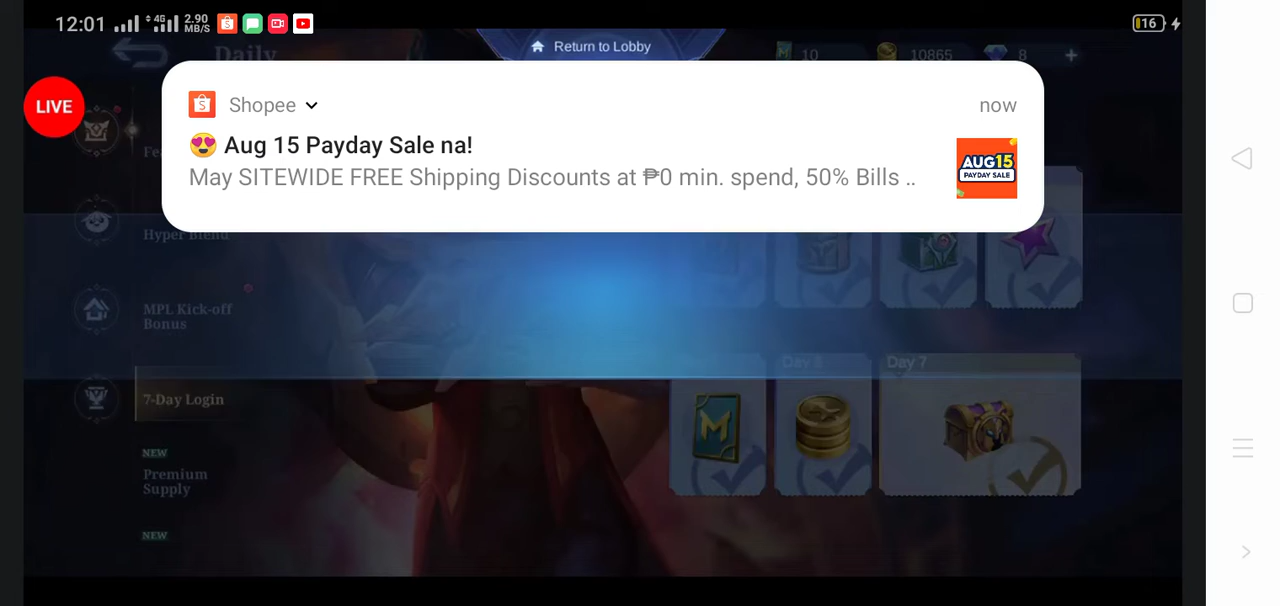 12:01 4G 2.90 MB/S 16
Daily
Return to Lobby
10 10865 8 +
LIVE
Shopee now
Aug 15 Payday Sale na!
May SITEWIDE FREE Shipping Discounts at ₱0 min. spend, 50% Bills ..
AUG15
PAYDAY SALE
Hyper Blend
MPL Kick-off
Bonus
7-Day Login
NEW
Premium
Supply
NEW
Day 7
M